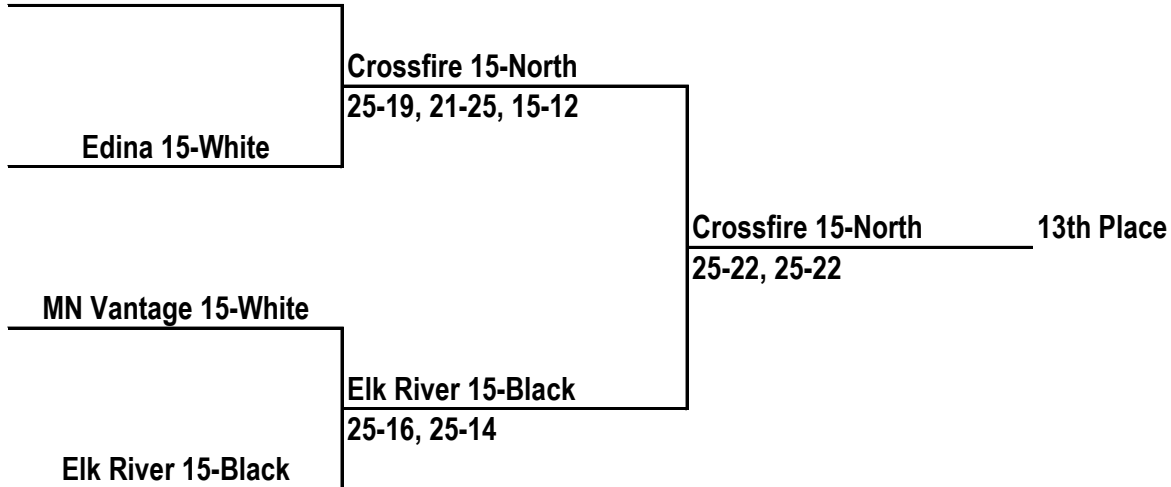 Crossfire 15-North
25-19, 21-25, 15-12
Edina 15-White
Crossfire 15-North
13th Place
25-22, 25-22
MN Vantage 15-White
Elk River 15-Black
25-16, 25-14
Elk River 15-Black